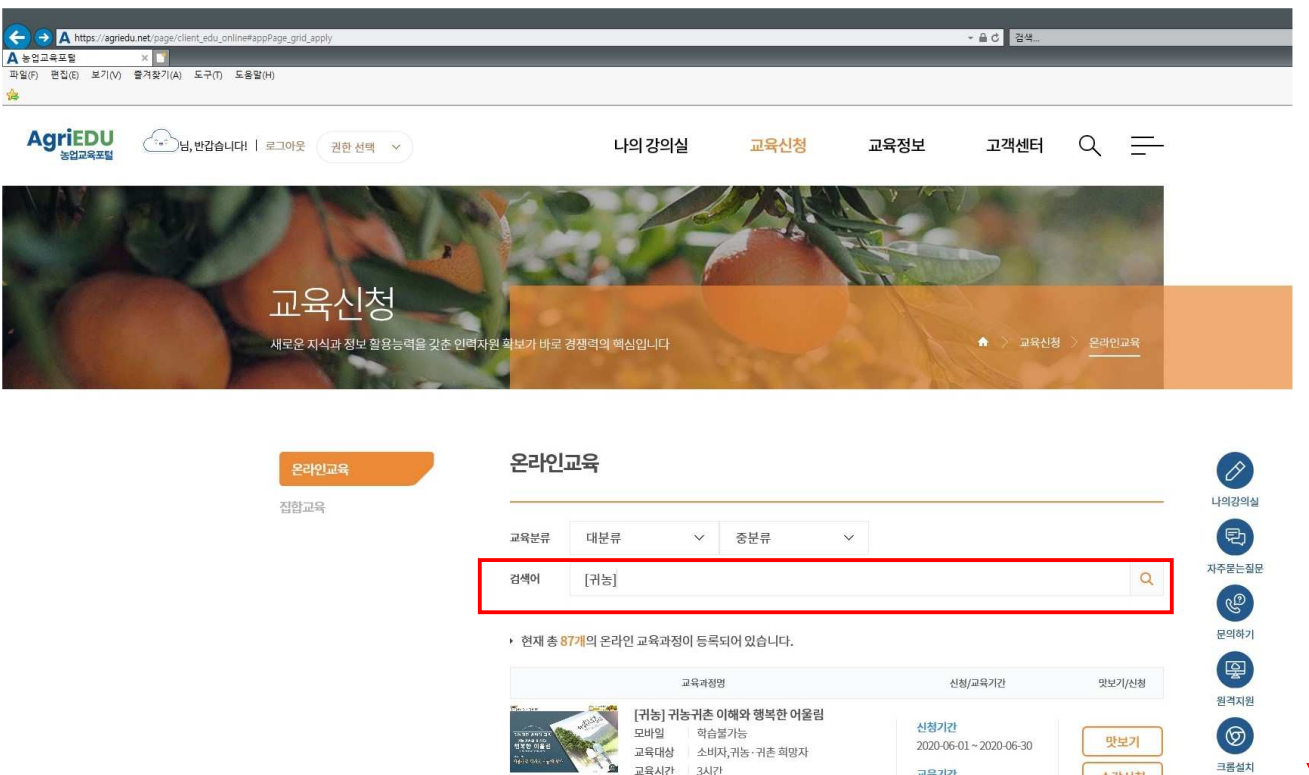 https://agriedu.net/page/client_edu_online#appPage_grid_apply
검색...
농업교육포털
파일(F) 편집(E) 보기(V) 즐겨찾기(A) 도구(T) 도움말(H)
AgriEDU
농업교육포털
님, 반갑습니다! | 로그아웃 권한 선택
나의 강의실 교육신청 교육정보 고객센터
교육신청
새로운 지식과 정보 활용능력을 갖춘 인력자원 확보가 바로 경쟁력의 핵심입니다
교육신청 > 온라인교육
온라인교육
집합교육
온라인교육
교육분류 대분류 중분류
검색어 [귀농]
현재 총 87개의 온라인 교육과정이 등록되어 있습니다.
교육과정명 신청/교육기간 맛보기/신청
[귀농] 귀농귀촌 이해와 행복한 어울림
모바일 학습불가능
교육대상 소비자,귀농·귀촌 희망자
교육시간 3시간
신청기간
2020-06-01 ~ 2020-06-30
교육기간
맛보기
나의강의실
자주묻는질문
문의하기
원격지원
크롬설치